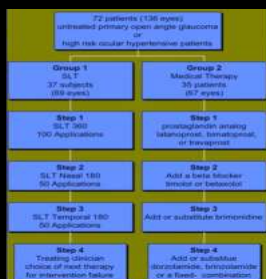 72 patients (136 eyes)
untreated primary open angle glaucoma
or
high risk ocular hypertensive patients
Group 1
SLT
37 subjects
(69 eyes)
Group 2
Medical Therapy
35 patients
(67 eyes)
Step 1
SLT 360
100 Applications
Step 1
prostaglandin analog
latanoprost, bimatoprost, or
travoprost
Step 2
SLT Nasal 180
50 Applications
Step 2
Add a beta blocker
timolol or betaxolol
Step 3
SLT Temporal 180
50 Applications
Step 3
Add or substitute brimonidine
Step 4
Treating clinician
choice of next therapy
for intervention failure
Step 4
Add or substitue
dorzolamide, brinzolamide
or a fixed- combination